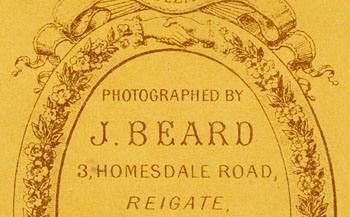 PHOTOGRAPHED BY
J. BEARD
3, HOMESDALE ROAD,
REIGATE.